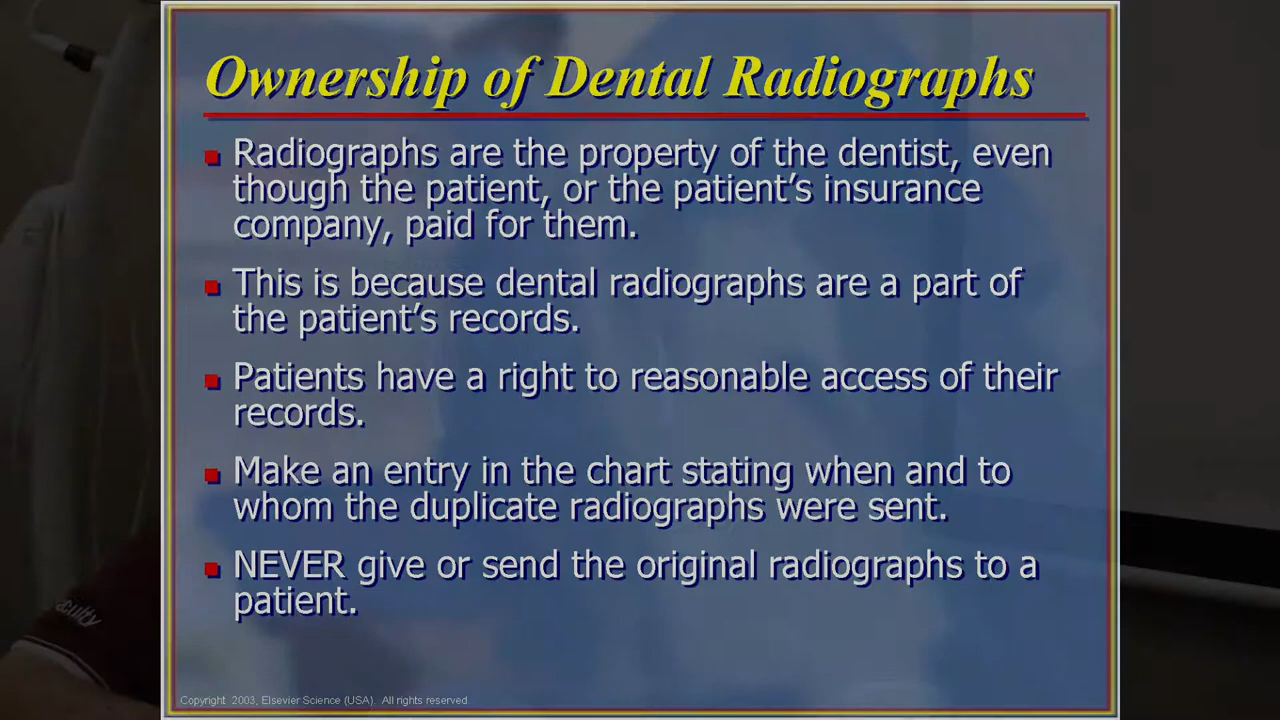 Ownership of Dental Radiographs
Radiographs are the property of the dentist, even
though the patient, or the patient’s insurance
company, paid for them.
This is because dental radiographs are a part of
the patient’s records.
Patients have a right to reasonable access of their
records.
Make an entry in the chart stating when and to
whom the duplicate radiographs were sent.
NEVER give or send the original radiographs to a
patient.
Copyright 2003, Elsevier Science (USA). All rights reserved.